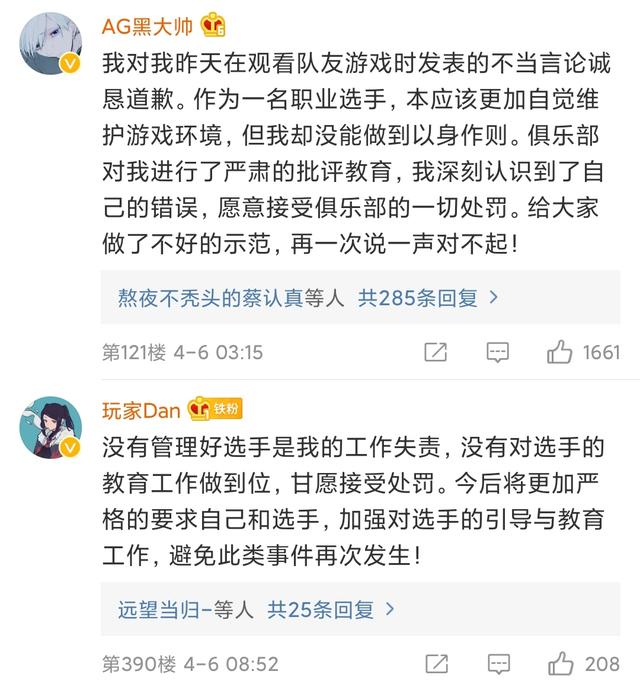 AG黑大帅
我对我昨天在观看队友游戏时发表的不当言论诚
恳道歉。作为一名职业选手，本应该更加自觉维
护游戏环境，但我却没能做到以身作则。俱乐部
对我进行了严肃的批评教育，我深刻认识到了自
己的错误，愿意接受俱乐部的一切处罚。给大家
做了不好的示范，再一次说一声对不起！
熬夜不秃头的蔡认真等人 共285条回复 >
第121楼 4-6 03:15 1661
玩家Dan 铁粉
没有管理好选手是我的工作失责，没有对选手的
教育工作做到位，甘愿接受处罚。今后将更加严
格的要求自己和选手，加强对选手的引导与教育
工作，避免此类事件再次发生！
远望当归-等人 共25条回复 >
第390楼 4-6 08:52 208